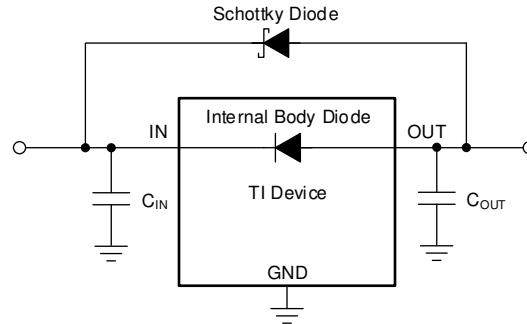 Schottky Diode
IN
Internal Body Diode
OUT
TI Device
CIN
COUT
GND